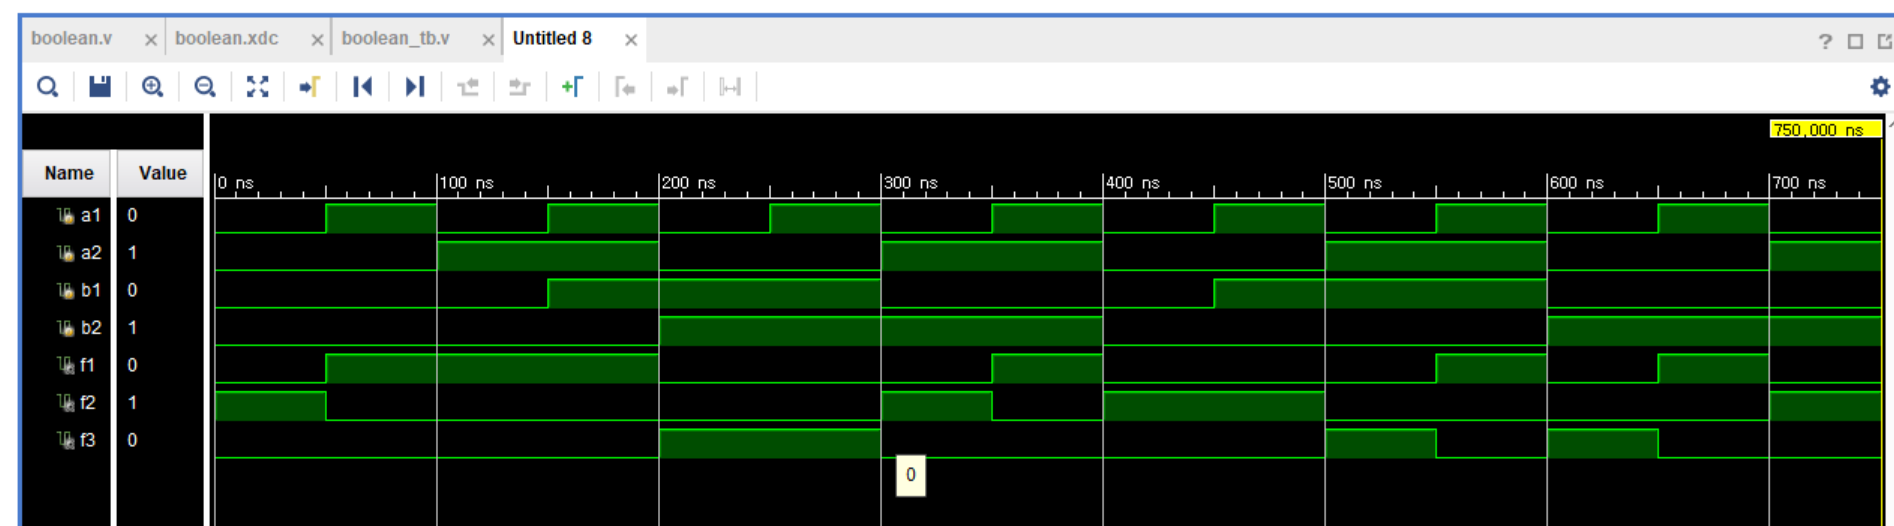 boolean.v × boolean.xdc × boolean_tb.v × Untitled 8 ×
750,000 ns
Name Value
0 ns 100 ns 200 ns 300 ns 400 ns 500 ns 600 ns 700 ns
a1 0
a2 1
b1 0
b2 1
f1 0
f2 1
f3 0
0